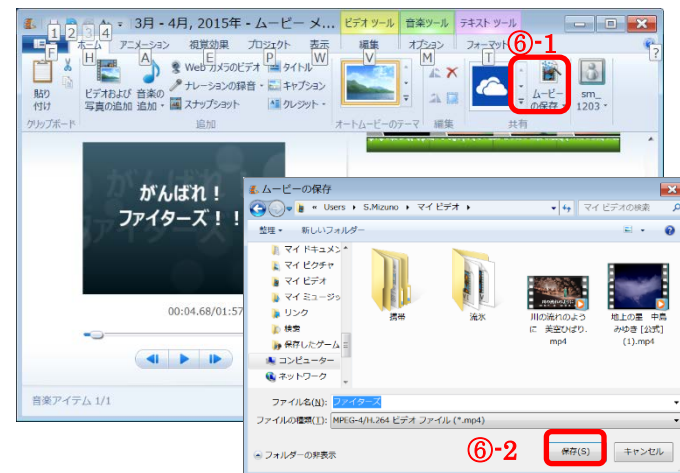 1 2 3 4 3月 - 4月, 2015年 - ムービー メ... ビデオ ツール 音楽ツール テキスト ツール
ホーム アニメーション 視覚効果 プロジェクト 表示 編集 オプション フォーマット
F H E P W V M T ?
⑥-1
Webカメラのビデオ タイトル
ナレーションの録音 キャプション
スナップショット クレジット
貼り付け
ビデオおよび写真の追加
音楽の追加
ムービーの保存
sm_1203
クリップボード 追加 オートムービーのテーマ 編集 共有
がんばれ！
ファイターズ！！
00:04.68/01:57
音楽アイテム 1/1
ムービーの保存
« Users S.Mizuno マイ ビデオ マイ ビデオの検索
整理 新しいフォルダー
マイ ドキュメン
マイ ピクチャ
マイ ビデオ
マイ ミュージッ
リンク
検索
保存したゲーム
コンピューター
ネットワーク
携帯
流氷
川の流れのよう
に 美空ひばり.
mp4
地上の星 中島
みゆき [公式]
(1).mp4
ファイル名(N): ファイターズ
ファイルの種類(T): MPEG-4/H.264 ビデオ ファイル (*.mp4)
フォルダーの非表示
⑥-2
保存(S) キャンセル